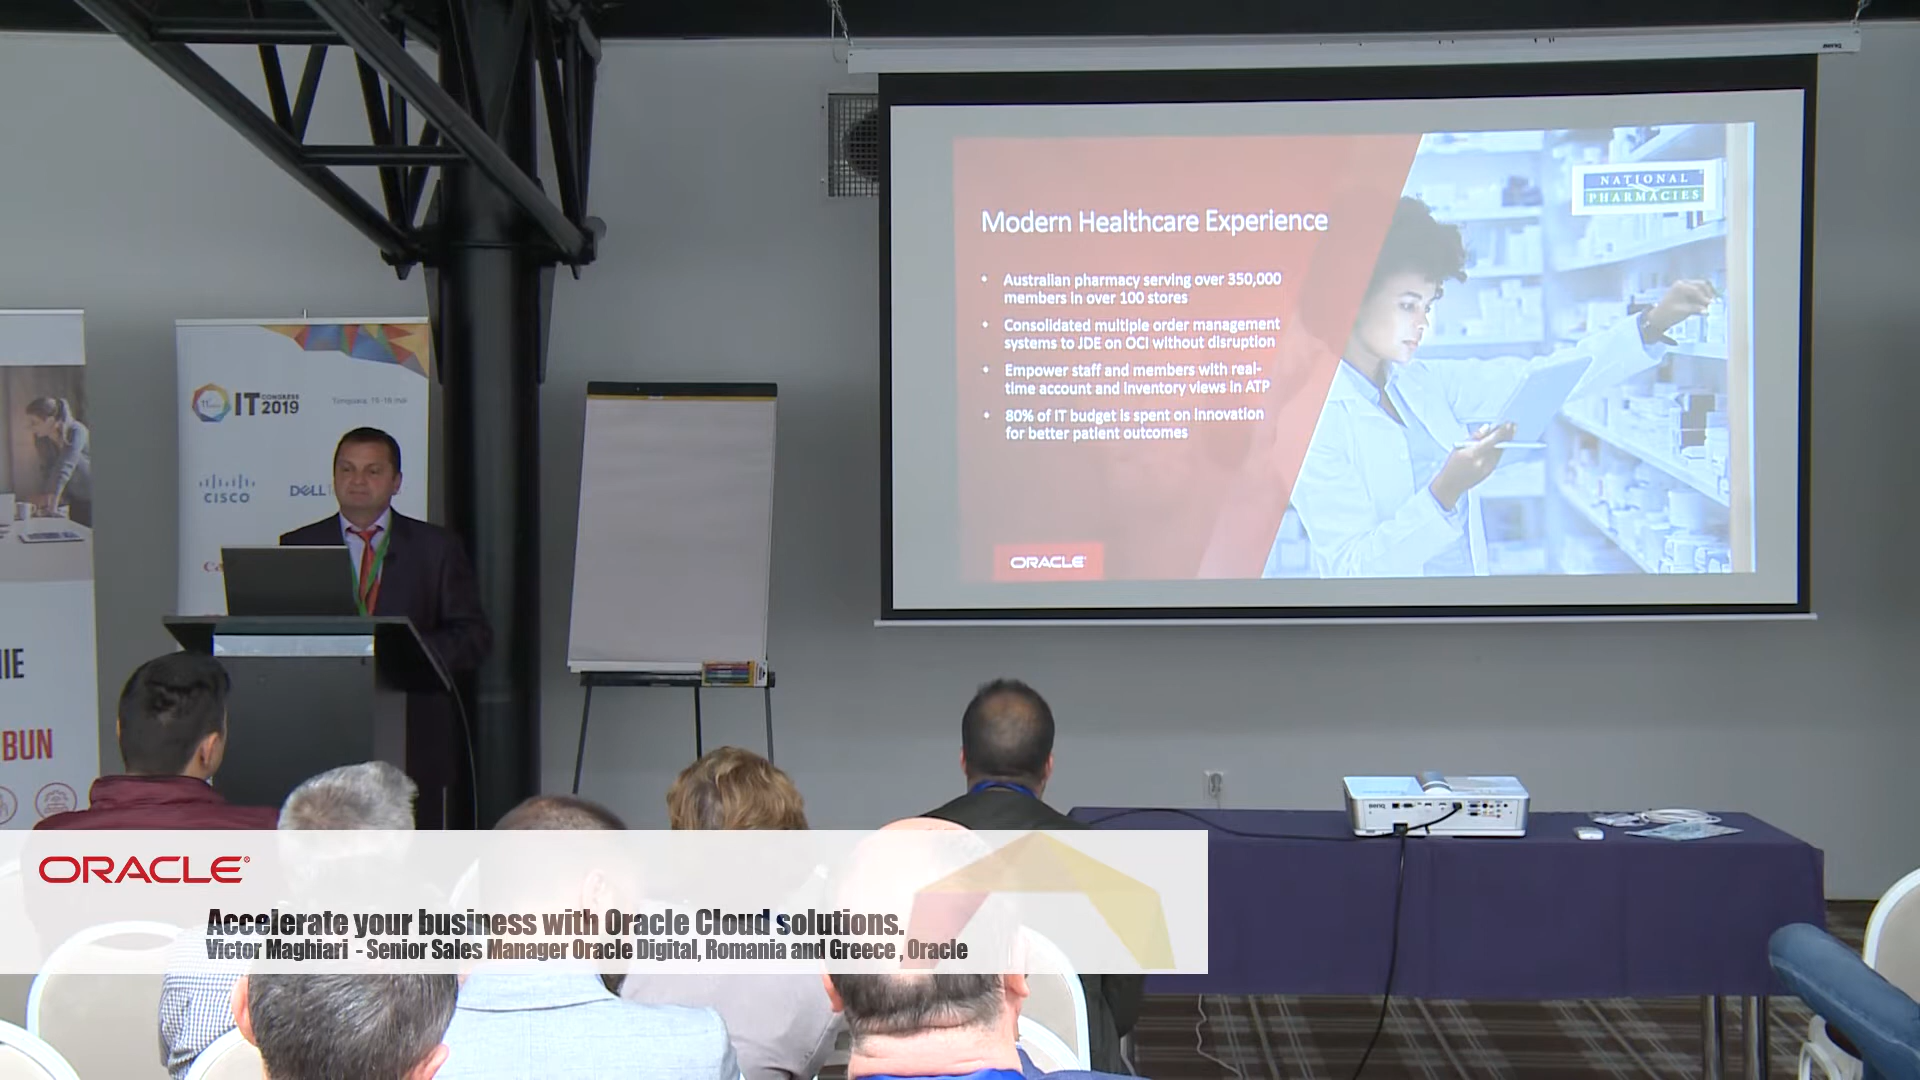 NATIONAL
PHARMACIES
Modern Healthcare Experience
• Australian pharmacy serving over 350,000
members in over 100 stores
• Consolidated multiple order management
systems to JDE on OCI without disruption
• Empower staff and members with real-
time account and inventory views in ATP
• 80% of IT budget is spent on innovation
for better patient outcomes
ORACLE
IT CONGRESS
2019
CISCO
DELL
BUN
BenQ
ORACLE®
Accelerate your business with Oracle Cloud solutions.
Victor Maghiari - Senior Sales Manager Oracle Digital, Romania and Greece , Oracle